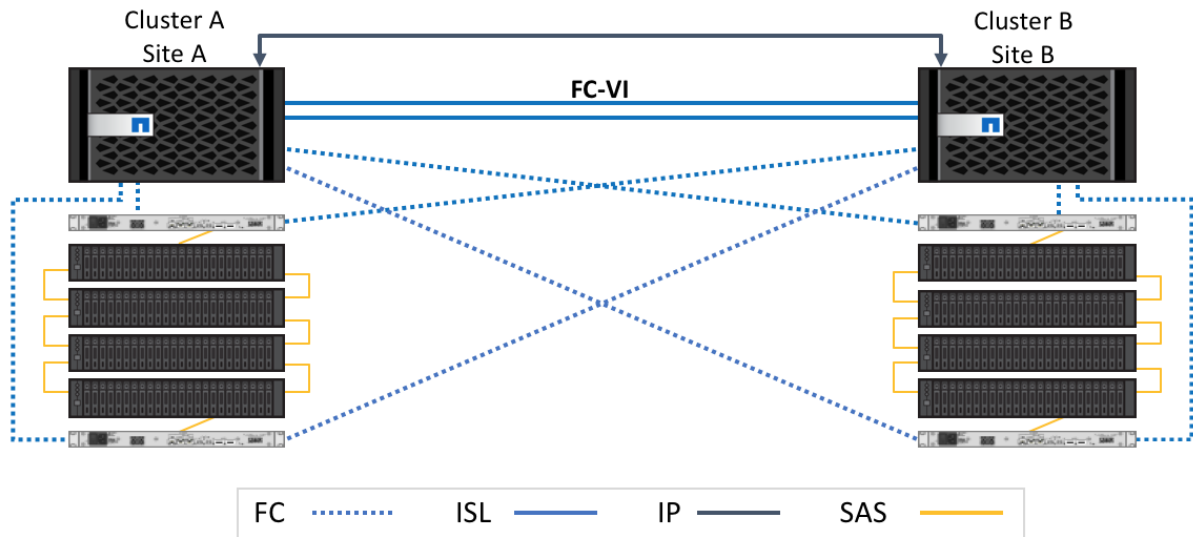 Cluster A
Site A
Cluster B
Site B
FC-VI
FC
ISL
IP
SAS